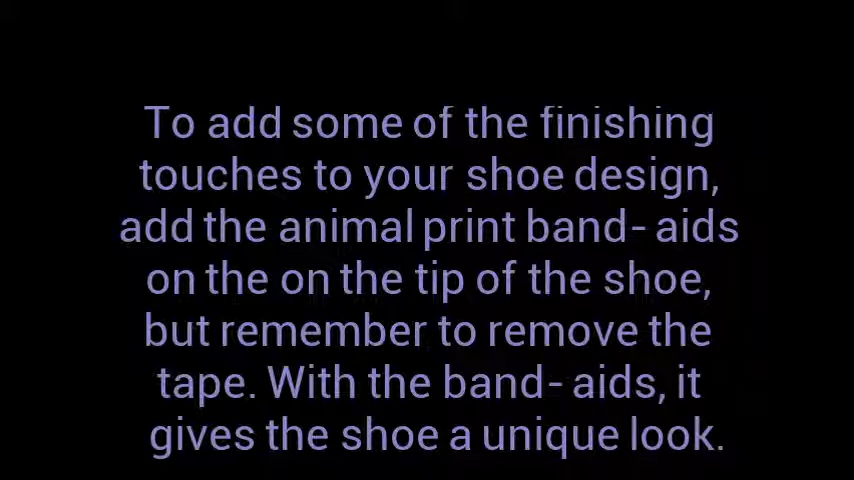 To add some of the finishing
touches to your shoe design,
add the animal print band- aids
on the on the tip of the shoe,
but remember to remove the
tape. With the band- aids, it
gives the shoe a unique look.